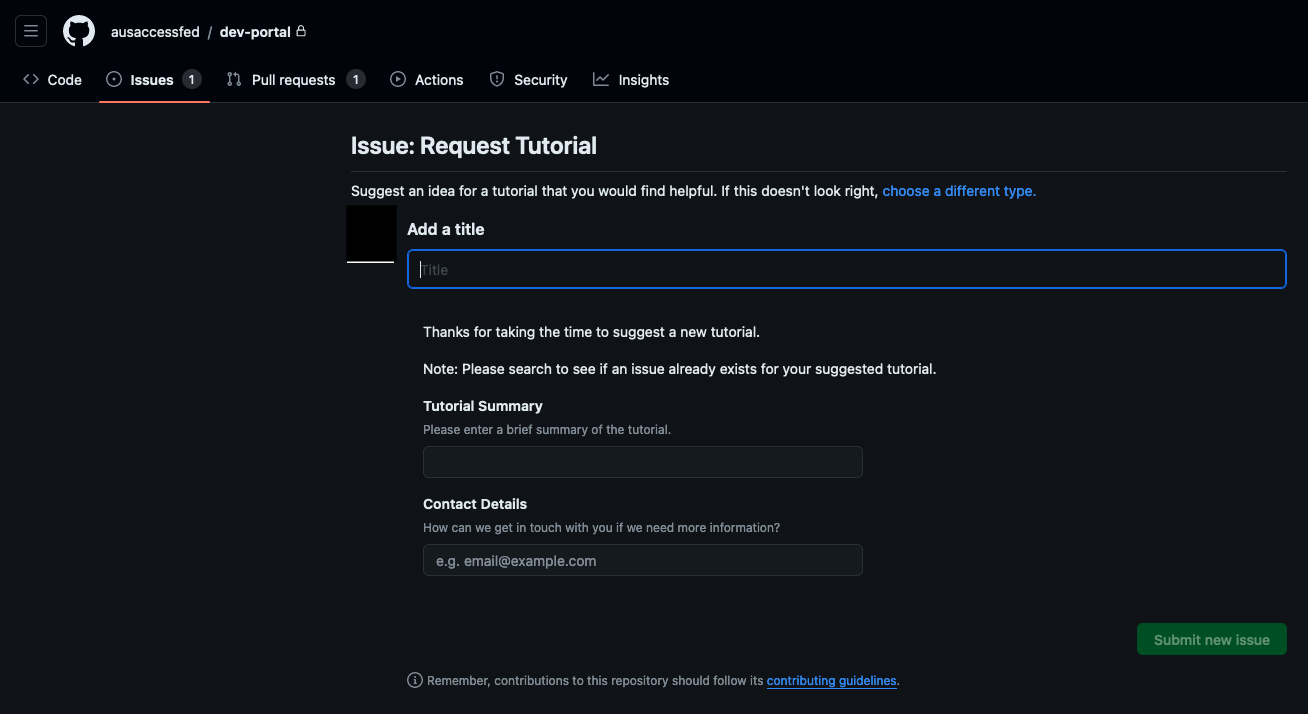 ausaccessfed / dev-portal
Code Issues 1 Pull requests 1 Actions Security Insights
Issue: Request Tutorial
Suggest an idea for a tutorial that you would find helpful. If this doesn't look right, choose a different type.
Add a title
Title
Thanks for taking the time to suggest a new tutorial.
Note: Please search to see if an issue already exists for your suggested tutorial.
Tutorial Summary
Please enter a brief summary of the tutorial.
Contact Details
How can we get in touch with you if we need more information?
e.g. email@example.com
Submit new issue
Remember, contributions to this repository should follow its contributing guidelines.